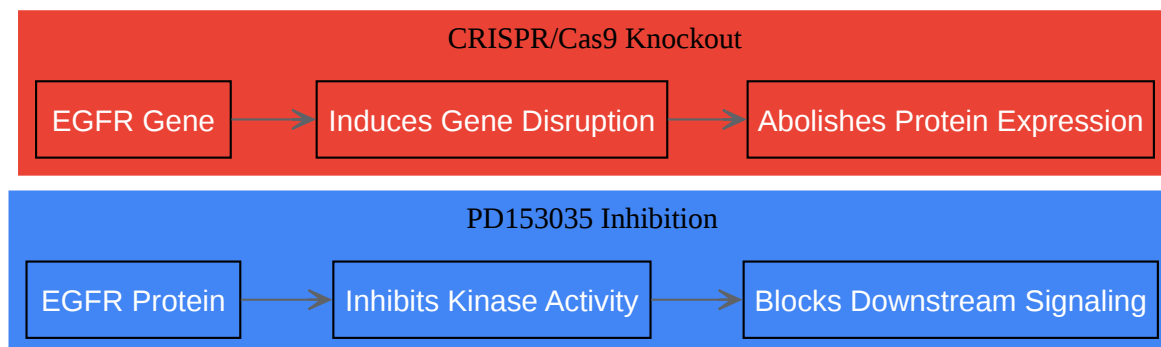 CRISPR/Cas9 Knockout
EGFR Gene
Induces Gene Disruption
Abolishes Protein Expression
PD153035 Inhibition
EGFR Protein
Inhibits Kinase Activity
Blocks Downstream Signaling